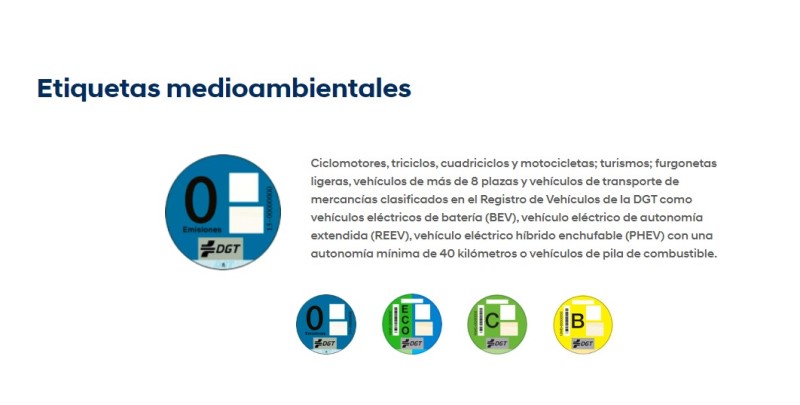 Etiquetas medioambientales
Ciclomotores, triciclos, cuadriciclos y motocicletas; turismos; furgonetas
ligeras, vehículos de más de 8 plazas y vehículos de transporte de
mercancías clasificados en el Registro de Vehículos de la DGT como
vehículos eléctricos de batería (BEV), vehículo eléctrico de autonomía
extendida (REEV), vehículo eléctrico híbrido enchufable (PHEV) con una
autonomía mínima de 40 kilómetros o vehículos de pila de combustible.
0
Emisiones
DGT
0
DGT
ECO
DGT
C
DGT
B
DGT